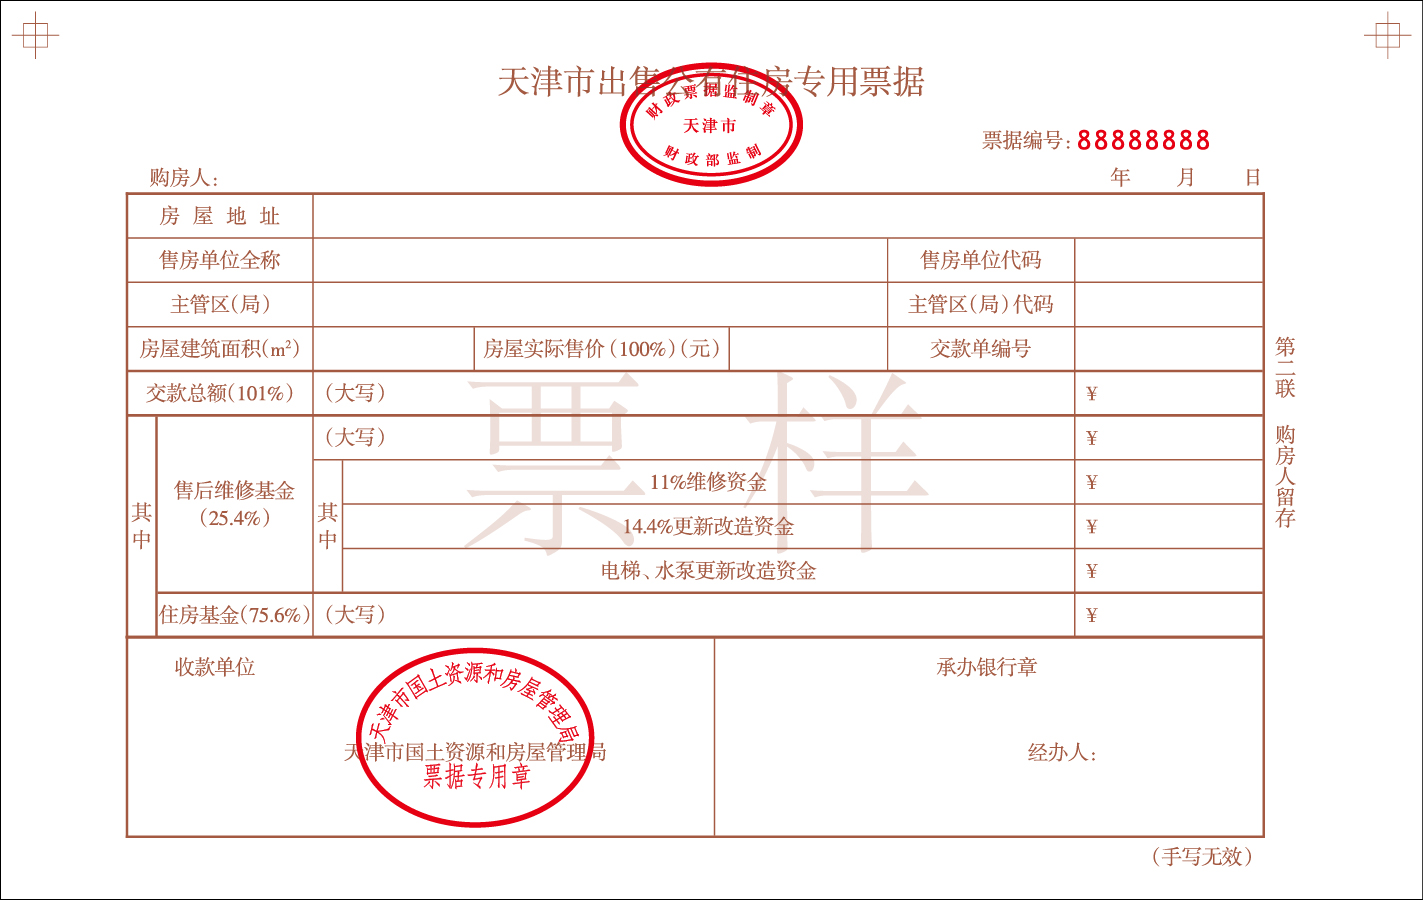 天津市出售公有住房专用票据
财政票据监制章
天津市
财政部监制
票据编号：88888888
购房人：
年 月 日
房屋地址
售房单位全称 售房单位代码
主管区（局） 主管区（局）代码
房屋建筑面积（m²） 房屋实际售价（100%）（元） 交款单编号
交款总额（101%） （大写） ¥
其中
售后维修基金
（25.4%）
（大写） ¥
其中
11%维修资金 ¥
14.4%更新改造资金 ¥
电梯、水泵更新改造资金 ¥
住房基金（75.6%） （大写） ¥
票样
第二联 购房人留存
收款单位
天津市国土资源和房屋管理局
天津市国土资源和房屋管理局
票据专用章
承办银行章
经办人：
（手写无效）